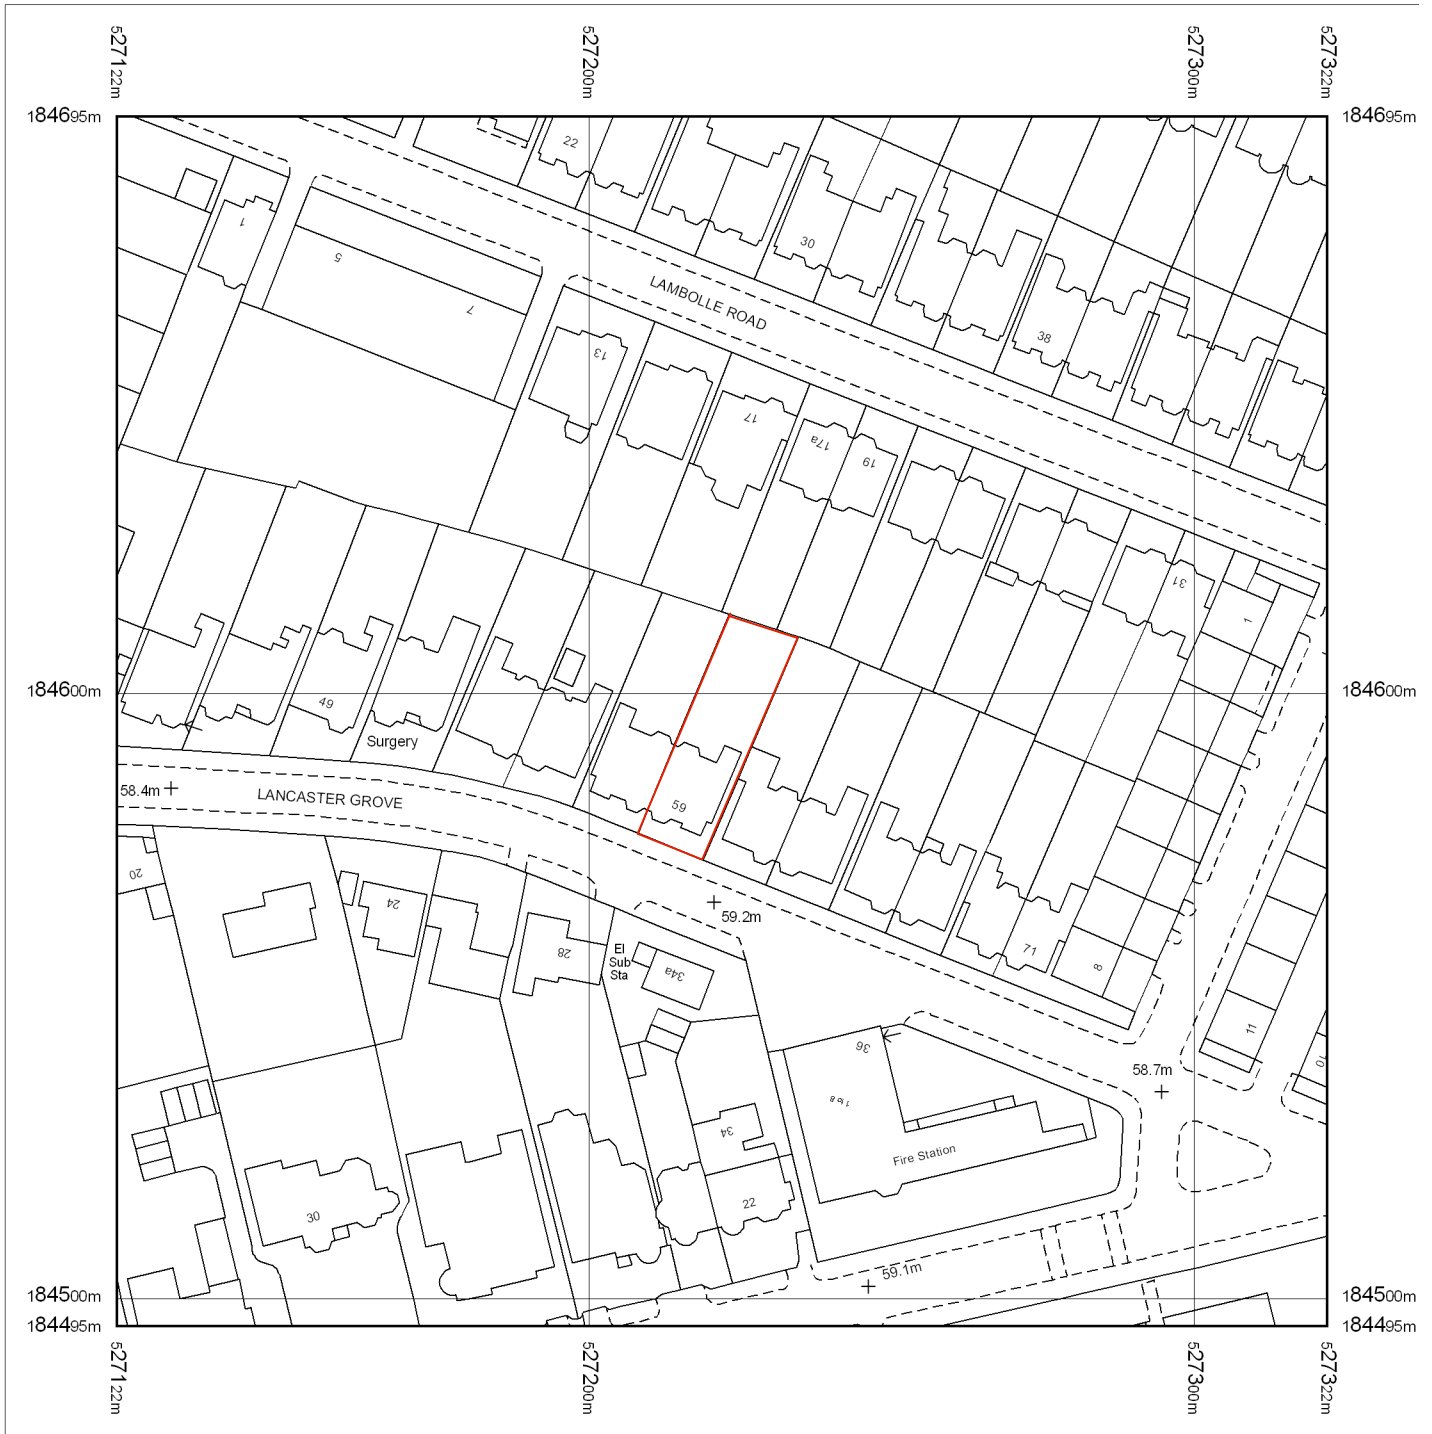 527122m
527200m
527300m
527322m
184695m
184695m
22
1
30
5
LAMBOLLE ROAD
7
38
13
17
17a
19
31
1
184600m
184600m
49
Surgery
58.4m
LANCASTER GROVE
59
20
24
59.2m
28
El
Sub
Sta
34a
71
8
11
36
58.7m
10
1 to 8
34
Fire Station
22
30
59.1m
184500m
184500m
184495m
184495m
527122m
527200m
527300m
527322m